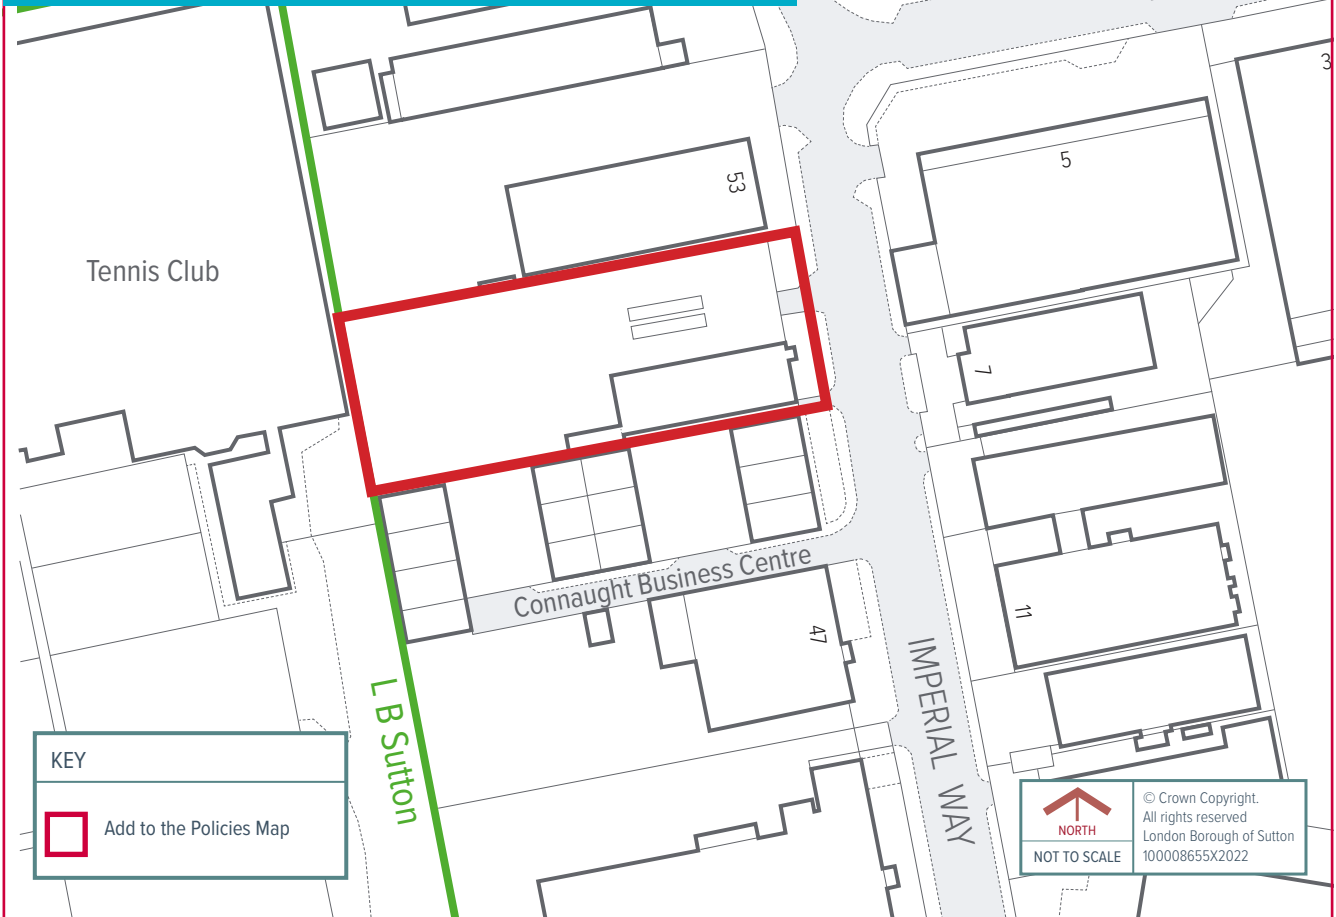 3
5
53
Tennis Club
7
Connaught Business Centre
11
47
IMPERIAL WAY
L B Sutton
KEY
Add to the Policies Map
NORTH
NOT TO SCALE
© Crown Copyright.
All rights reserved
London Borough of Sutton
100008655X2022